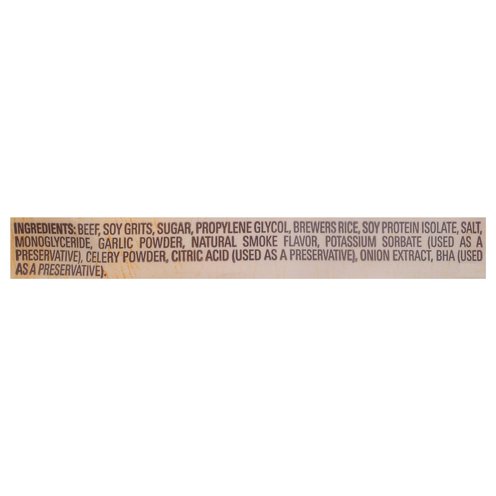 INGREDIENTS: BEEF, SOY GRITS, SUGAR, PROPYLENE GLYCOL, BREWERS RICE, SOY PROTEIN ISOLATE, SALT,
MONOGLYCERIDE, GARLIC POWDER, NATURAL SMOKE FLAVOR, POTASSIUM SORBATE (USED AS A
PRESERVATIVE), CELERY POWDER, CITRIC ACID (USED AS A PRESERVATIVE), ONION EXTRACT, BHA (USED
AS A PRESERVATIVE).